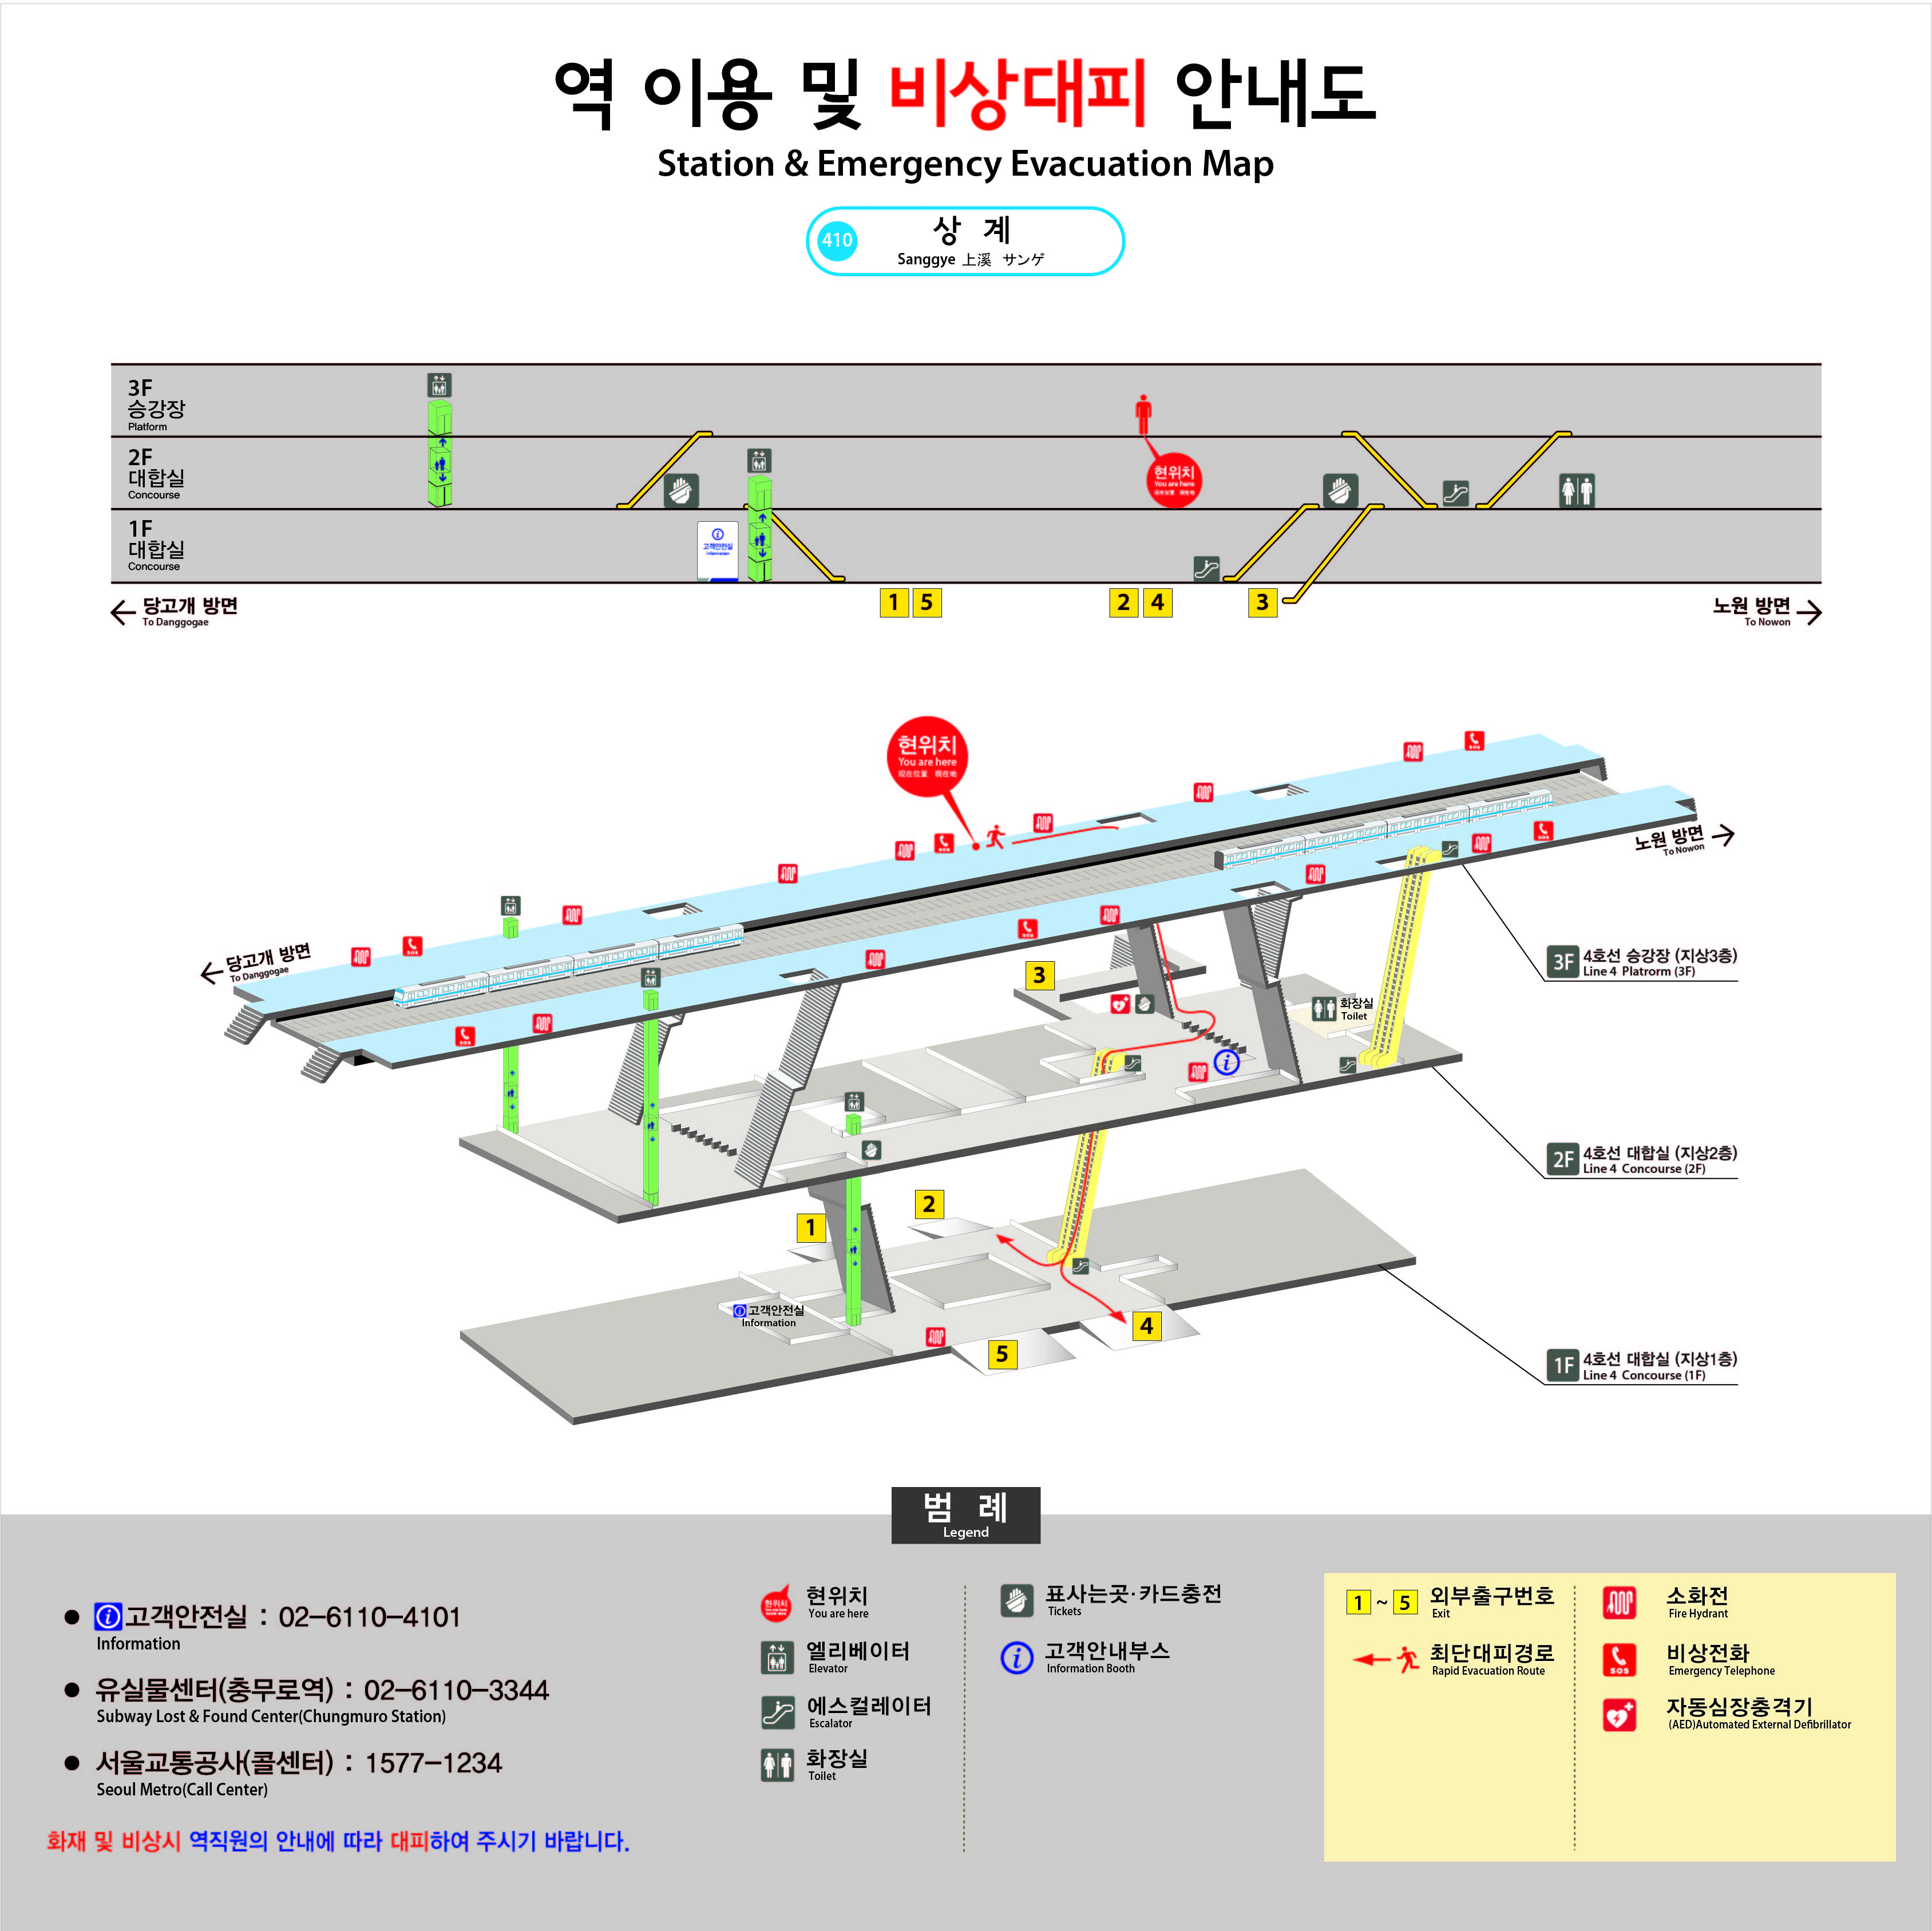 역 이용 및 비상대피 안내도
Station & Emergency Evacuation Map
410
상 계
Sanggye 上溪 サンゲ
3F
승강장
Platform
2F
대합실
Concourse
1F
대합실
Concourse
현위치
You are here
고객안전실
Information
1 5
2 4
3
당고개 방면
To Danggogae
노원 방면
To Nowon
현위치
You are here
现在位置 現在地
SOS
SOS
노원 방면
To Nowon
SOS
당고개 방면
To Danggogae
SOS
SOS
SOS
3F 4호선 승강장 (지상3층)
Line 4 Platrorm (3F)
3
화장실
Toilet
2F 4호선 대합실 (지상2층)
Line 4 Concourse (2F)
1
2
고객안전실
Information
4
5
1F 4호선 대합실 (지상1층)
Line 4 Concourse (1F)
범 례
Legend
고객안전실 : 02-6110-4101
Information
유실물센터(충무로역) : 02-6110-3344
Subway Lost & Found Center(Chungmuro Station)
서울교통공사(콜센터) : 1577-1234
Seoul Metro(Call Center)
화재 및 비상시 역직원의 안내에 따라 대피하여 주시기 바랍니다.
현위치
현위치
You are here
엘리베이터
Elevator
에스컬레이터
Escalator
화장실
Toilet
표사는곳·카드충전
Tickets
고객안내부스
Information Booth
1 ~ 5 외부출구번호
Exit
최단대피경로
Rapid Evacuation Route
소화전
Fire Hydrant
SOS
비상전화
Emergency Telephone
자동심장충격기
(AED)Automated External Defibrillator